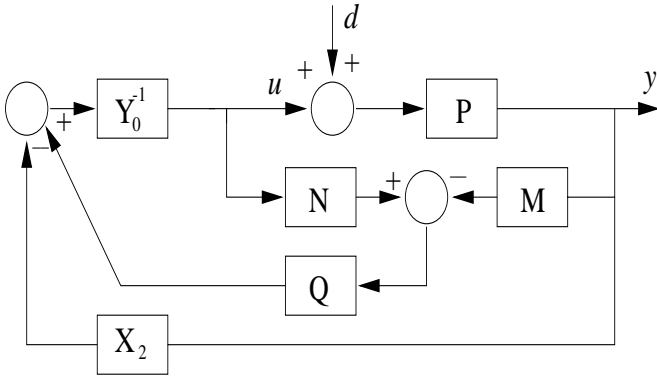 d
+ +
u
y
Y₀⁻¹
P
+
−
N
+
−
M
Q
X₂